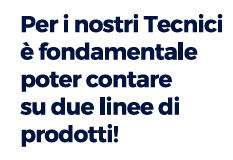 Per i nostri Tecnici
è fondamentale
poter contare
su due linee di
prodotti!